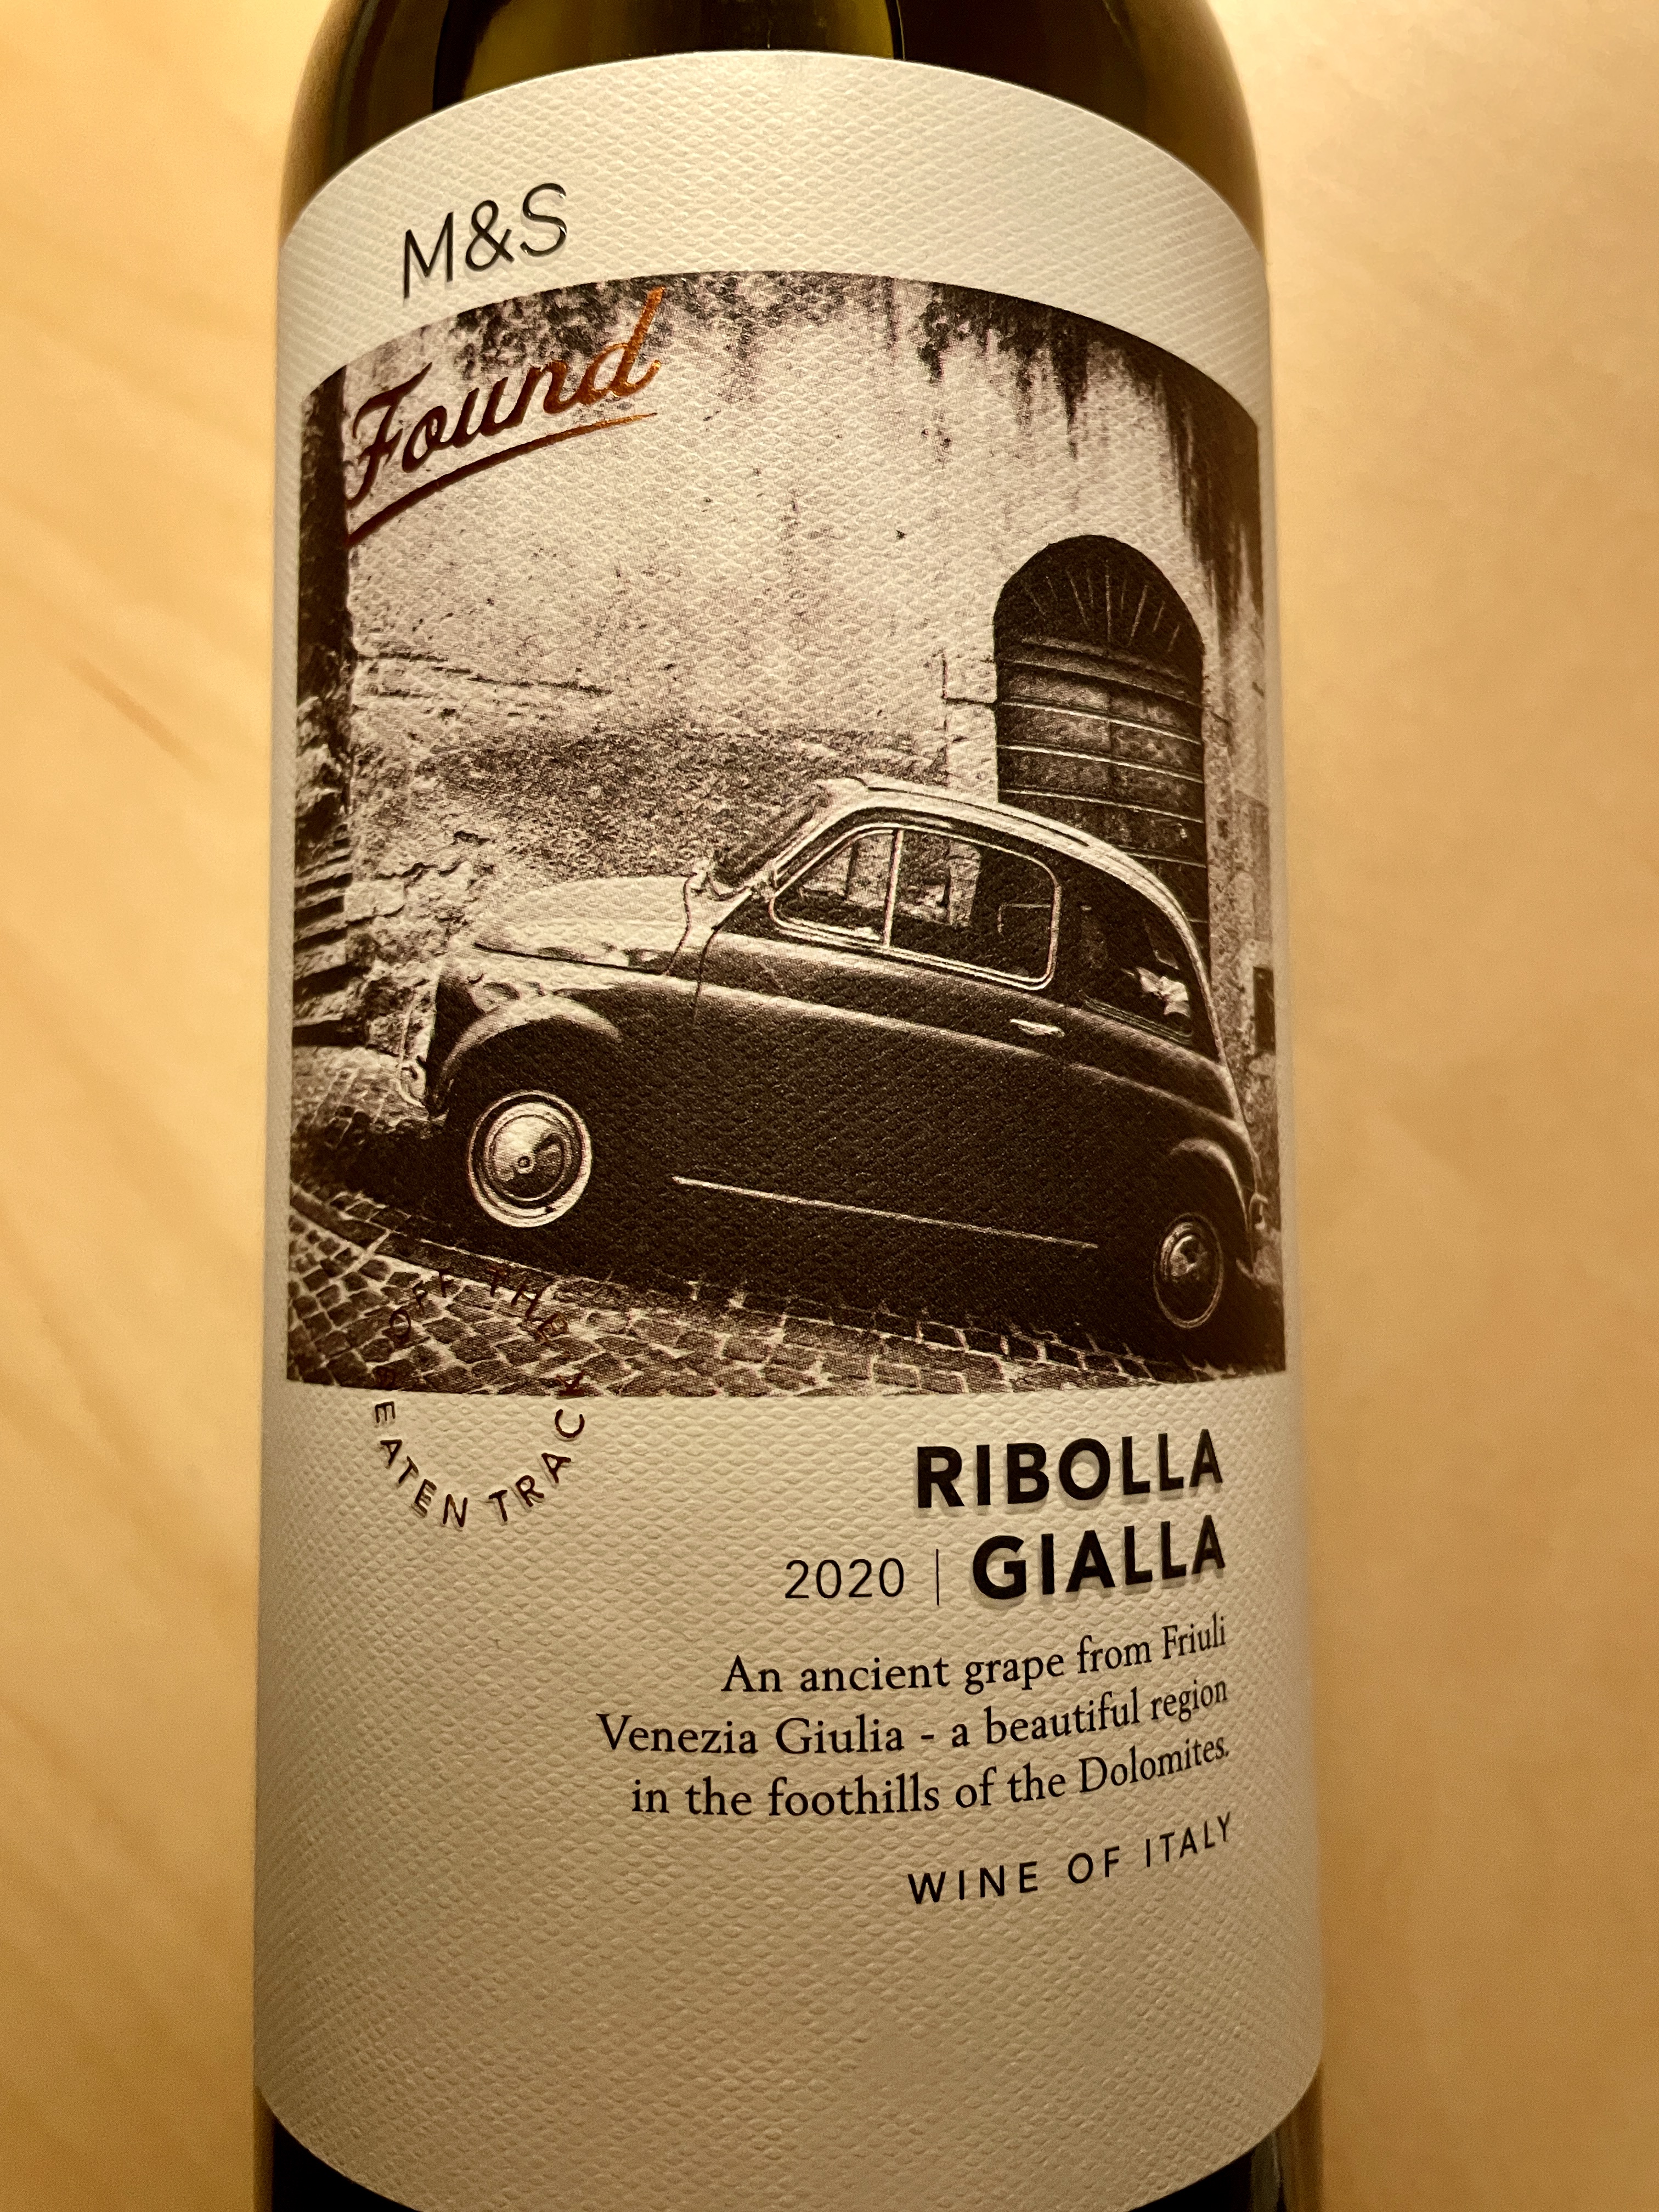 M&S
Found
OFF THE
BEATEN TRACK
RIBOLLA
2020 | GIALLA
An ancient grape from Friuli
Venezia Giulia - a beautiful region
in the foothills of the Dolomites.
WINE OF ITALY